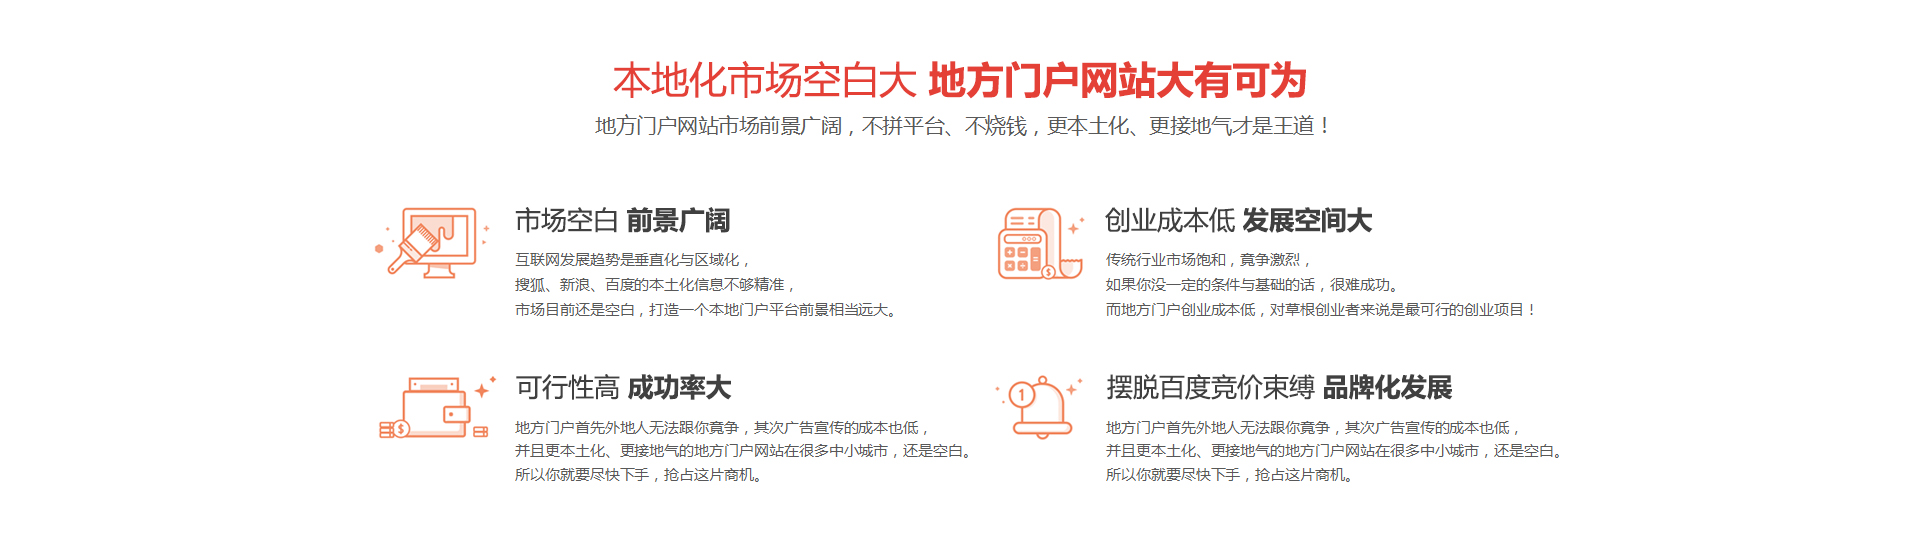 本地化市场空白大 地方门户网站大有可为
地方门户网站市场前景广阔，不拼平台、不烧钱，更本土化、更接地气才是王道！
市场空白 前景广阔
互联网发展趋势是垂直化与区域化，
搜狐、新浪、百度的本土化信息不够精准，
市场目前还是空白，打造一个本地门户平台前景相当远大。
创业成本低 发展空间大
传统行业市场饱和，竟争激烈，
如果你没一定的条件与基础的话，很难成功。
而地方门户创业成本低，对草根创业者来说是最可行的创业项目！
可行性高 成功率大
地方门户首先外地人无法跟你竟争，其次广告宣传的成本也低，
并且更本土化、更接地气的地方门户网站在很多中小城市，还是空白。
所以你就要尽快下手，抢占这片商机。
1
摆脱百度竞价束缚 品牌化发展
地方门户首先外地人无法跟你竟争，其次广告宣传的成本也低，
并且更本土化、更接地气的地方门户网站在很多中小城市，还是空白。
所以你就要尽快下手，抢占这片商机。